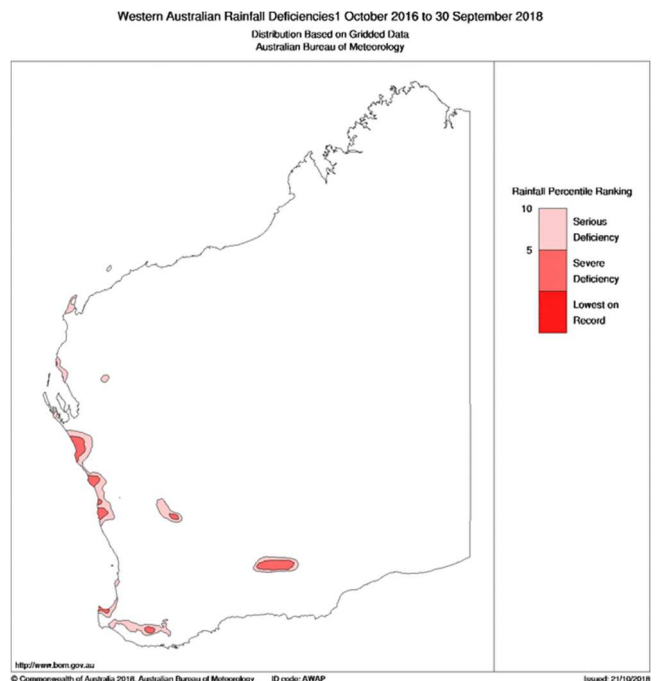 Western Australian Rainfall Deficiencies1 October 2016 to 30 September 2018
Distribution Based on Gridded Data
Australian Bureau of Meteorology
Rainfall Percentile Ranking
10
Serious
Deficiency
5
Severe
Deficiency
Lowest on
Record
http://www.bom.gov.au
© Commonwealth of Australia 2018, Australian Bureau of Meteorology ID code: AWAP Issued: 21/10/2018